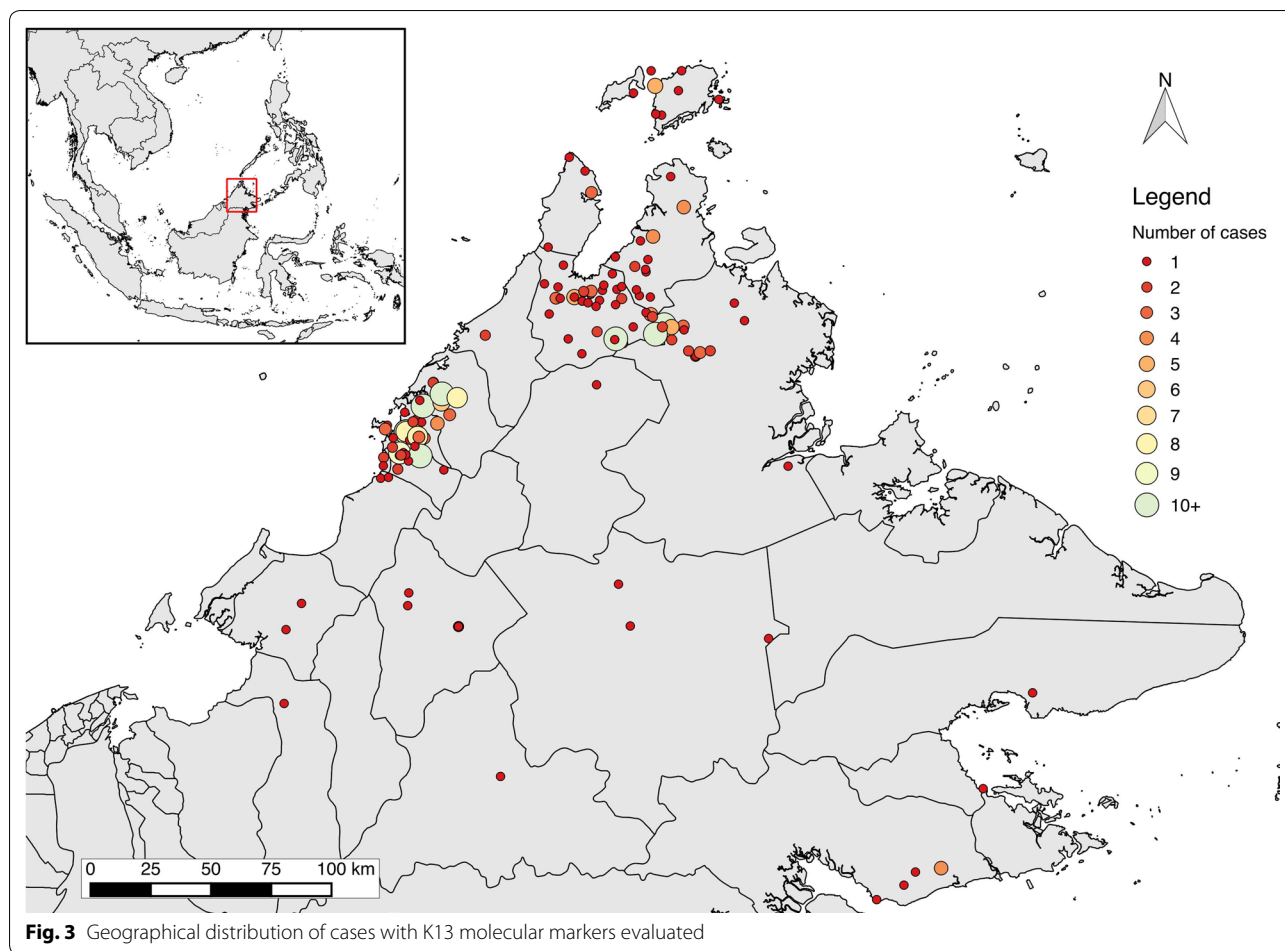 N
Legend
Number of cases
1
2
3
4
5
6
7
8
9
10+
0 25 50 75 100 km
Fig. 3 Geographical distribution of cases with K13 molecular markers evaluated